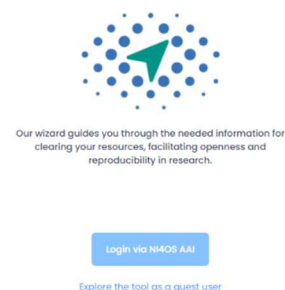 Our wizard guides you through the needed information for
clearing your resources, facilitating openness and
reproducibility in research.
Login via NI4OS AAI
Explore the tool as a guest user